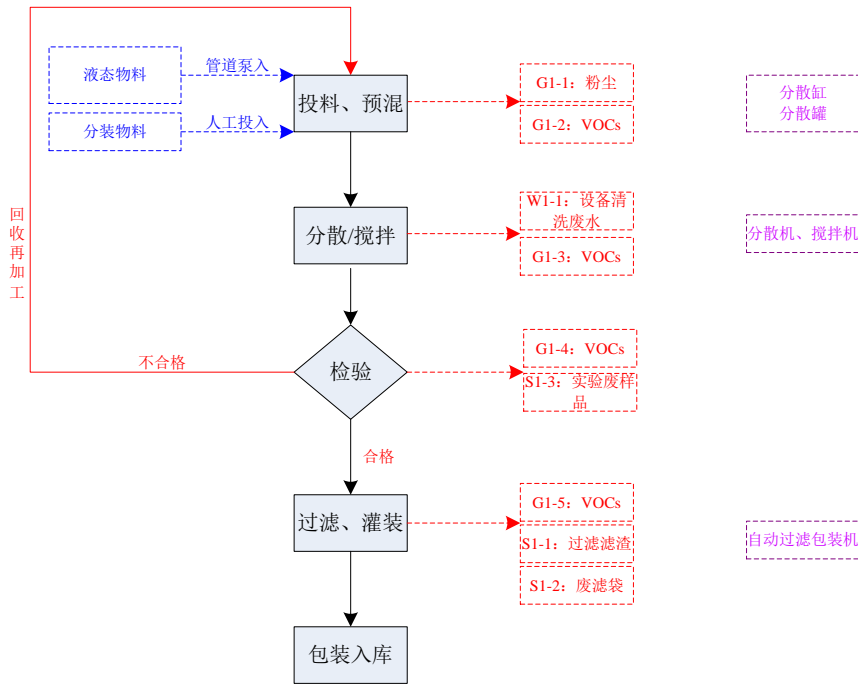 液态物料
管道泵入
分装物料
人工投入
投料、预混
G1-1：粉尘
G1-2：VOCs
分散缸
分散罐
分散/搅拌
W1-1：设备清
洗废水
G1-3：VOCs
分散机、搅拌机
回收再加工
不合格
检验
G1-4：VOCs
S1-3：实验废样
品
合格
过滤、灌装
G1-5：VOCs
S1-1：过滤滤渣
S1-2：废滤袋
自动过滤包装机
包装入库